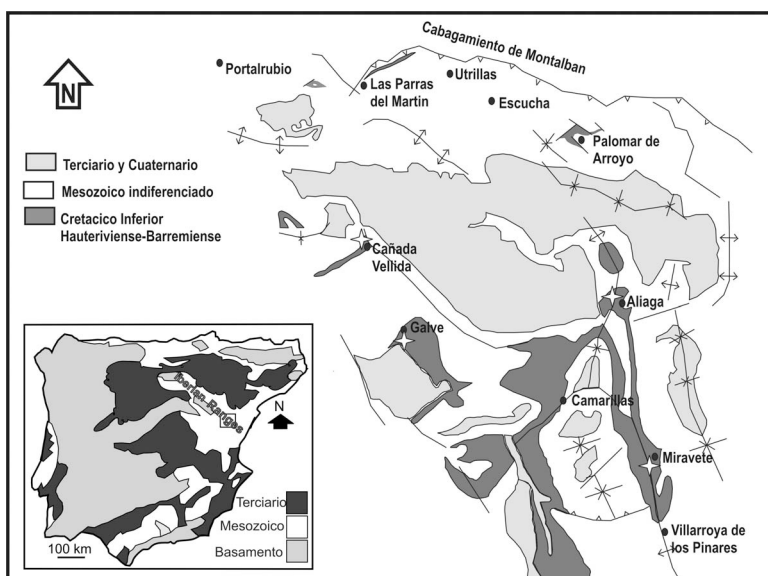 Cabagamiento de Montalban
Portalrubio
Las Parras
del Martin
Utrillas
Escucha
Palomar de
Arroyo
N
Terciario y Cuaternario
Mesozoico indiferenciado
Cretacico Inferior
Hauteriviense-Barremiense
Cañada
Vellida
Aliaga
Galve
Camarillas
Miravete
Villarroya de
los Pinares
Iberian Ranges
N
Terciario
Mesozoico
Basamento
100 km